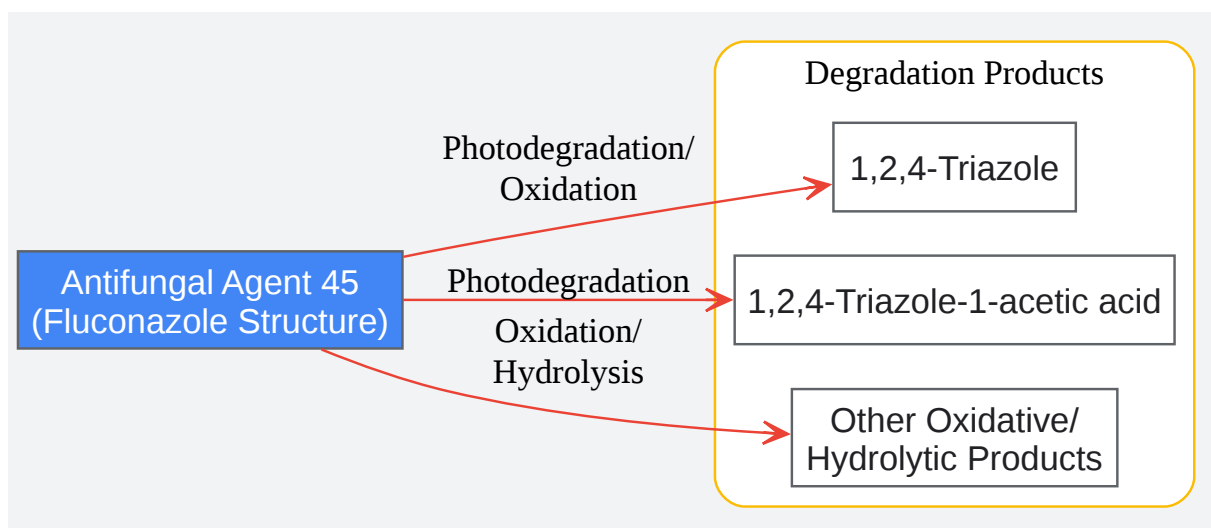 Degradation Products
Photodegradation/
Oxidation
1,2,4-Triazole
Antifungal Agent 45
(Fluconazole Structure)
Photodegradation
1,2,4-Triazole-1-acetic acid
Oxidation/
Hydrolysis
Other Oxidative/
Hydrolytic Products